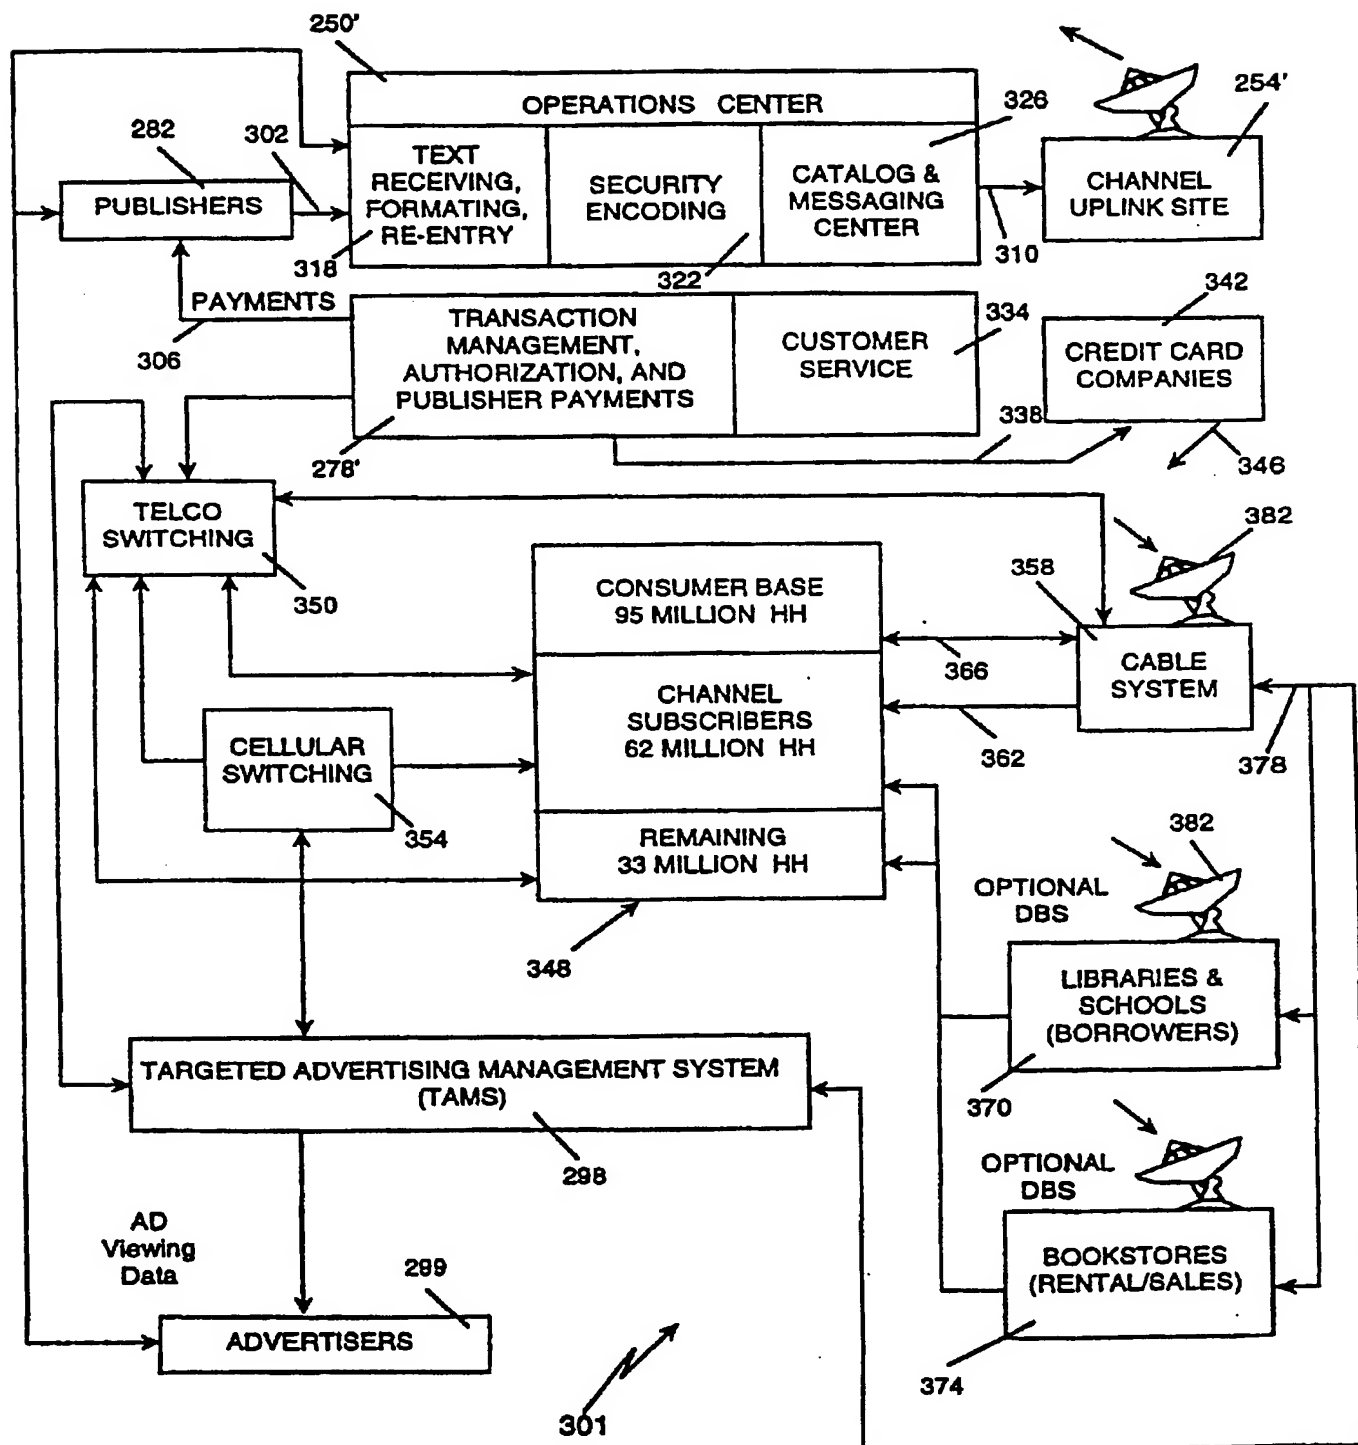 250'
OPERATIONS CENTER
326
254'
282
302
TEXT
RECEIVING,
FORMATING,
RE-ENTRY
SECURITY
ENCODING
CATALOG &
MESSAGING
CENTER
CHANNEL
UPLINK SITE
PUBLISHERS
318
322
310
PAYMENTS
306
TRANSACTION
MANAGEMENT,
AUTHORIZATION, AND
PUBLISHER PAYMENTS
CUSTOMER
SERVICE
334
342
CREDIT CARD
COMPANIES
278'
338
346
TELCO
SWITCHING
350
382
358
CONSUMER BASE
95 MILLION HH
366
CABLE
SYSTEM
CHANNEL
SUBSCRIBERS
62 MILLION HH
362
378
CELLULAR
SWITCHING
354
REMAINING
33 MILLION HH
348
382
OPTIONAL
DBS
LIBRARIES &
SCHOOLS
(BORROWERS)
370
TARGETED ADVERTISING MANAGEMENT SYSTEM
(TAMS)
298
OPTIONAL
DBS
BOOKSTORES
(RENTAL/SALES)
374
AD
Viewing
Data
299
ADVERTISERS
301